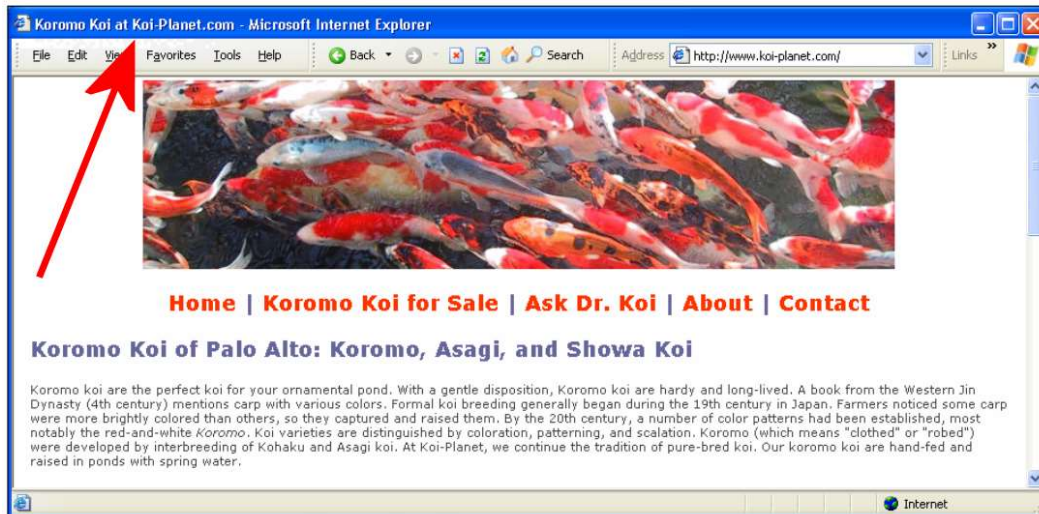 Koromo Koi at Koi-Planet.com - Microsoft Internet Explorer
File Edit Favorites Tools Help Back Search Address http://www.koi-planet.com/ Links »
Home | Koromo Koi for Sale | Ask Dr. Koi | About | Contact
Koromo Koi of Palo Alto: Koromo, Asagi, and Showa Koi
Koromo koi are the perfect koi for your ornamental pond. With a gentle disposition, Koromo koi are hardy and long-lived. A book from the Western Jin
Dynasty (4th century) mentions carp with various colors. Formal koi breeding generally began during the 19th century in Japan. Farmers noticed some carp
were more brightly colored than others, so they captured and raised them. By the 20th century, a number of color patterns had been established, most
notably the red-and-white Koromo. Koi varieties are distinguished by coloration, patterning, and scalation. Koromo (which means "clothed" or "robed")
were developed by interbreeding of Kohaku and Asagi koi. At Koi-Planet, we continue the tradition of pure-bred koi. Our koromo koi are hand-fed and
raised in ponds with spring water.
Internet